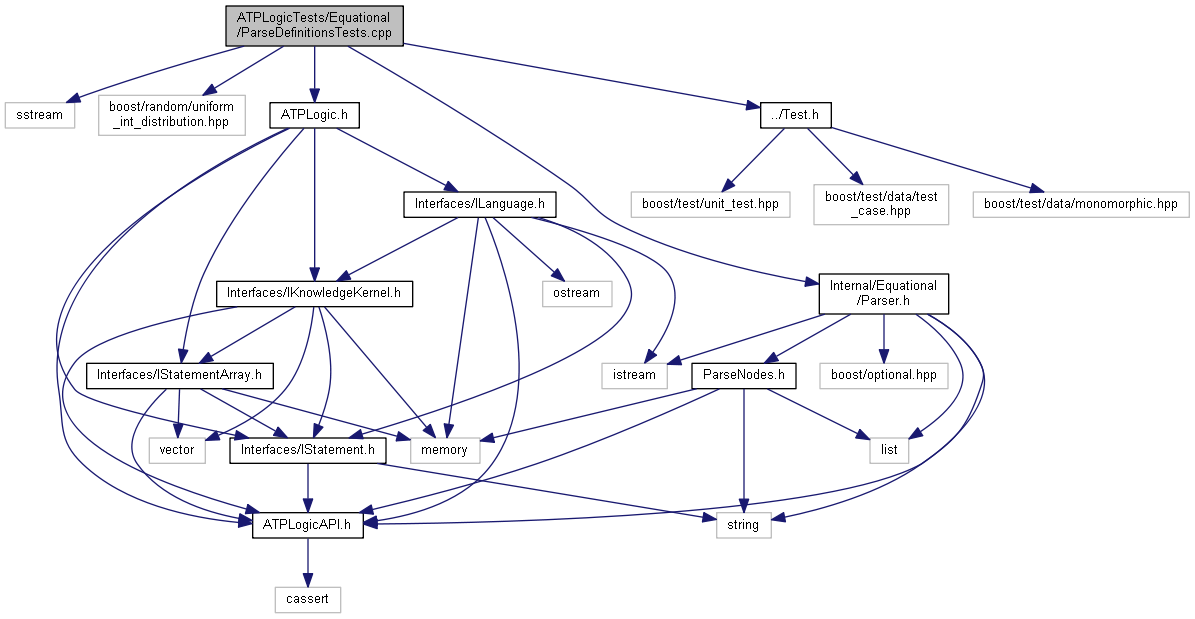 ATPLogicTests/Equational
/ParseDefinitionsTests.cpp
sstream
boost/random/uniform
_int_distribution.hpp
ATPLogic.h
../Test.h
Interfaces/ILanguage.h
boost/test/unit_test.hpp
boost/test/data/test
_case.hpp
boost/test/data/monomorphic.hpp
Interfaces/IKnowledgeKernel.h
ostream
Internal/Equational
/Parser.h
Interfaces/IStatementArray.h
istream
ParseNodes.h
boost/optional.hpp
vector
Interfaces/IStatement.h
memory
list
ATPLogicAPI.h
string
cassert